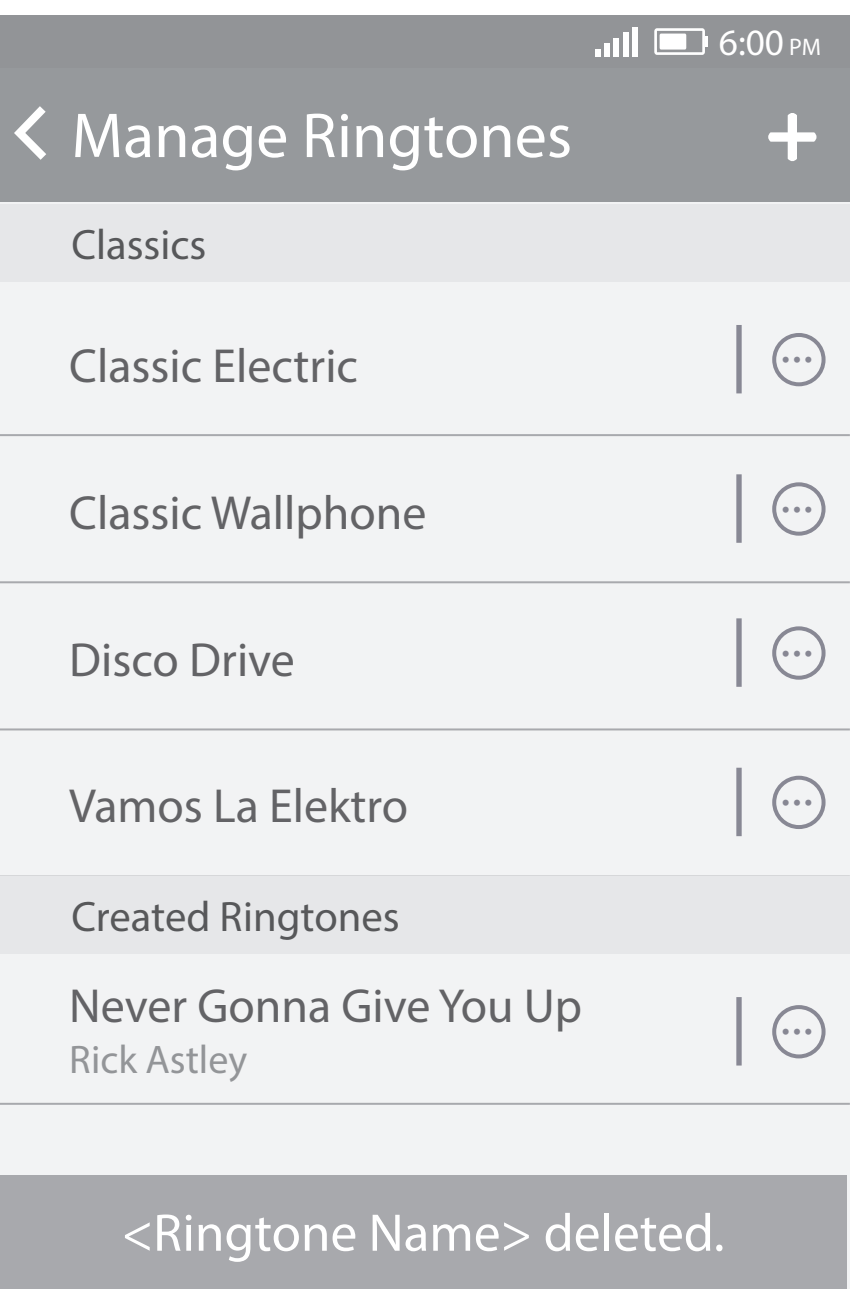 6:00 PM
Manage Ringtones
Classics
Classic Electric
Classic Wallphone
Disco Drive
Vamos La Elektro
Created Ringtones
Never Gonna Give You Up
Rick Astley
<Ringtone Name> deleted.